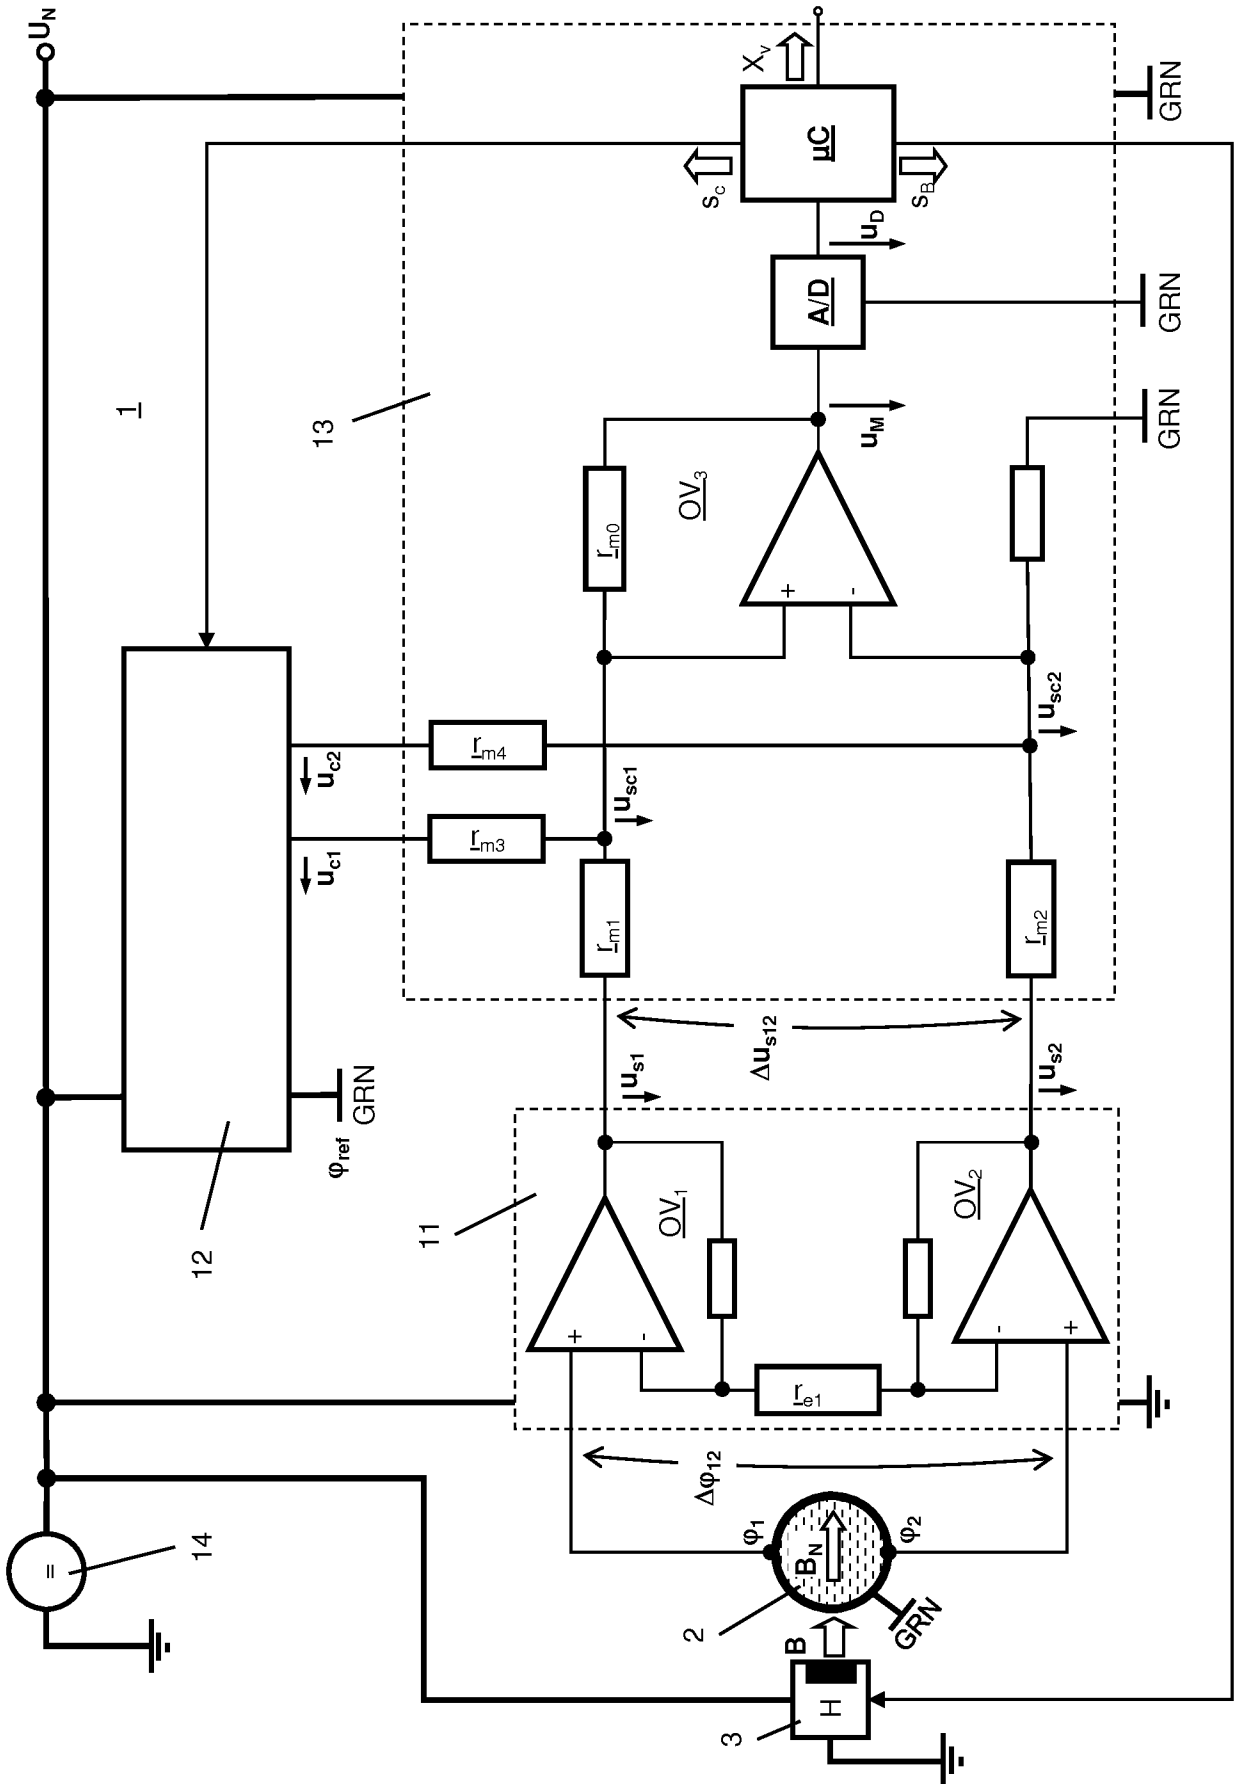 U_N
1
14
12
φ_ref
GRN
u_c1
u_c2
13
r_m3
r_m4
11
OV_1
+
-
r_e1
OV_2
-
+
u_s1
Δu_s12
u_s2
r_m1
r_m2
u_sc1
u_sc2
r_m0
OV_3
+
-
u_M
GRN
A/D
GRN
u_D
µC
s_c
s_B
X_v
GRN
=
Δφ_12
φ_1
φ_2
B_N
2
GRN
B
H
3